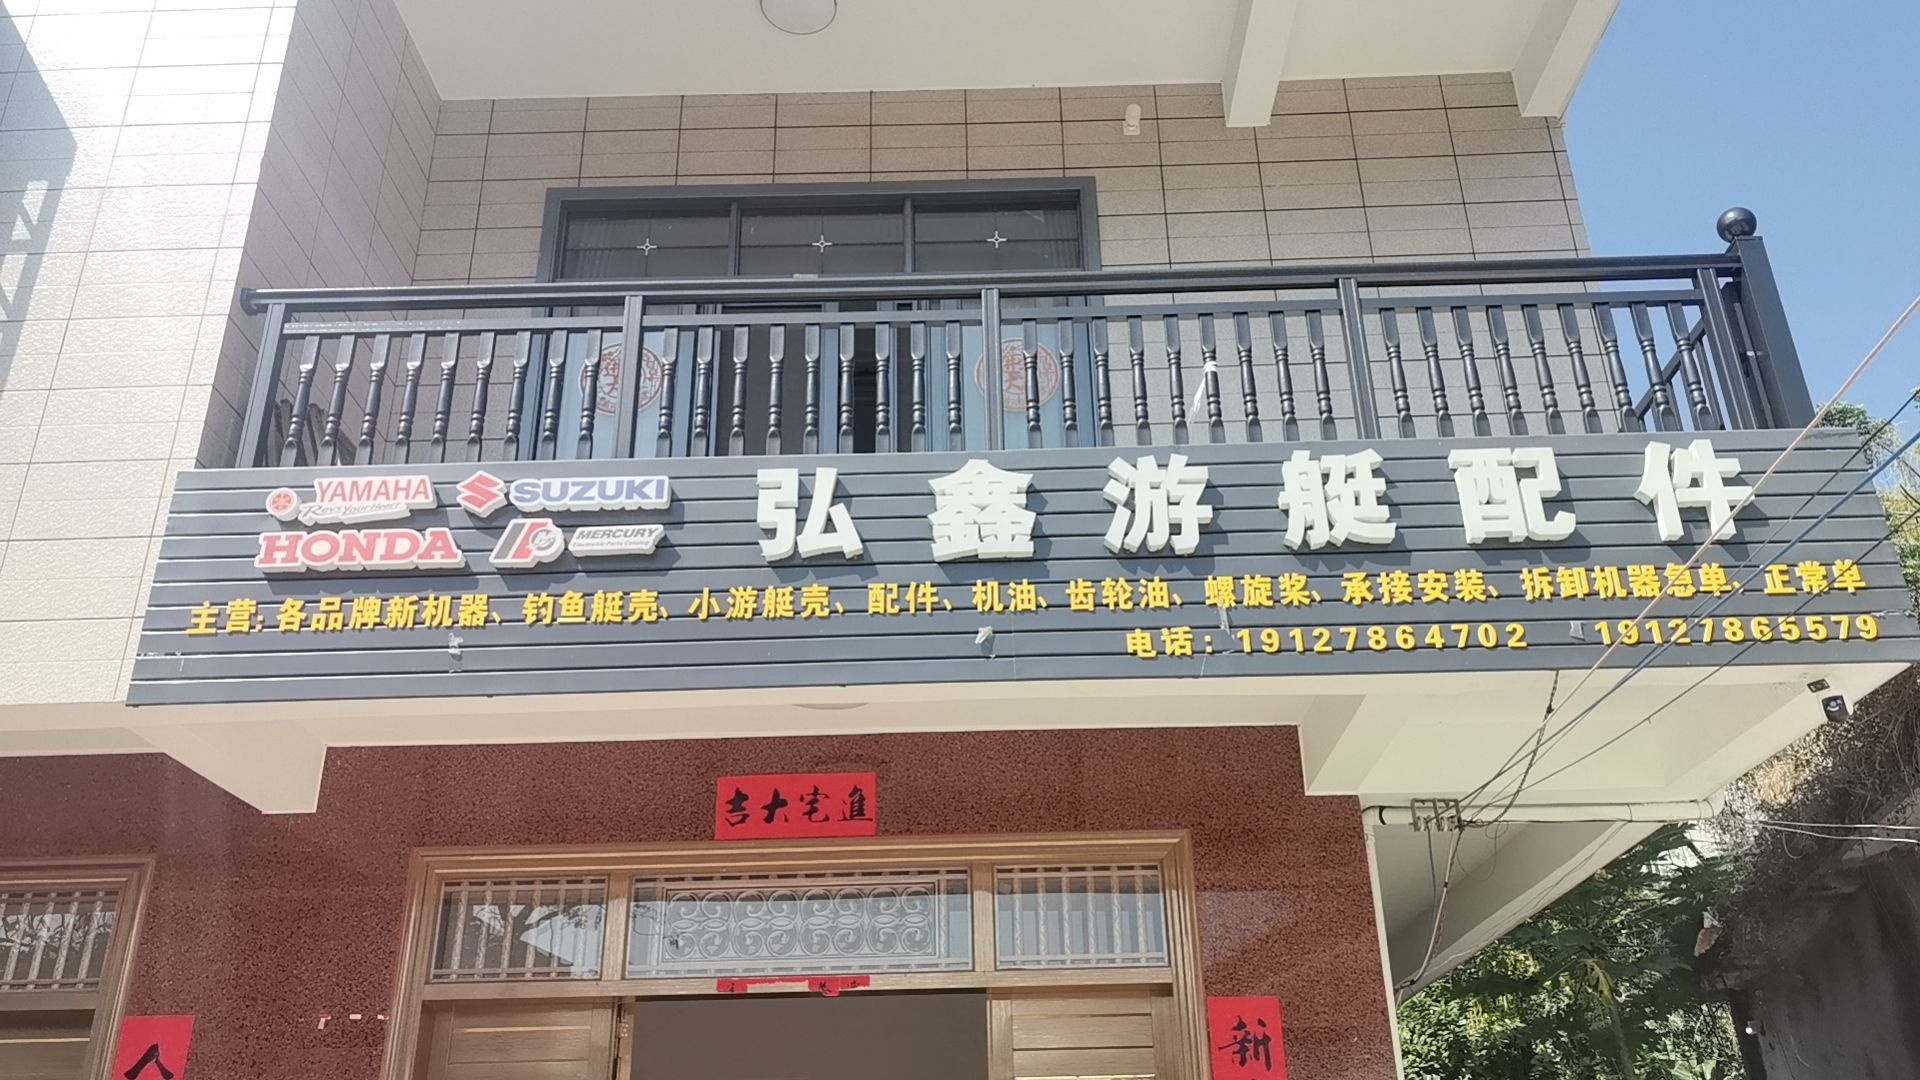 YAMAHA
Revs Your Heart
SUZUKI
HONDA
MERCURY
Electronic Parts Catalog
弘鑫游艇配件
主营:各品牌新机器、钓鱼艇壳、小游艇壳、配件、机油、齿轮油、螺旋桨、承接安装、拆卸机器急单、正常单
电话:19127864702 19127865579
吉大宅進
人
新